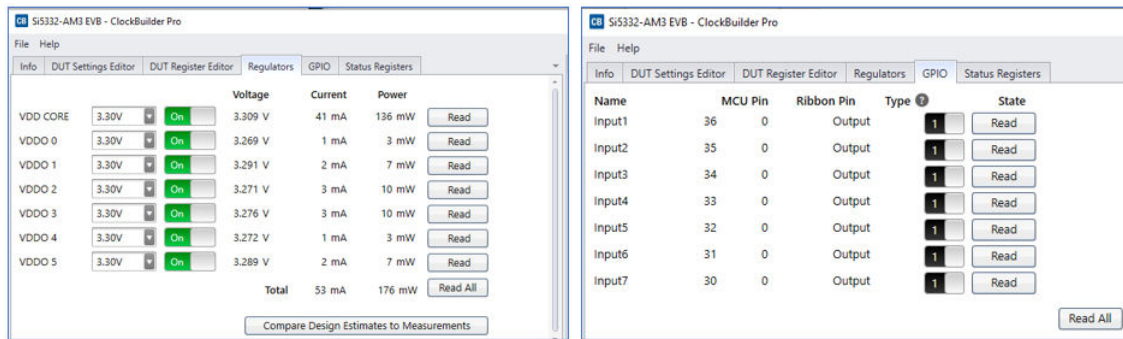 CB Si5332-AM3 EVB - ClockBuilder Pro
File Help
Info DUT Settings Editor DUT Register Editor Regulators GPIO Status Registers
Voltage Current Power
VDD CORE 3.30V On 3.309 V 41 mA 136 mW Read
VDDO 0 3.30V On 3.269 V 1 mA 3 mW Read
VDDO 1 3.30V On 3.291 V 2 mA 7 mW Read
VDDO 2 3.30V On 3.271 V 3 mA 10 mW Read
VDDO 3 3.30V On 3.276 V 3 mA 10 mW Read
VDDO 4 3.30V On 3.272 V 1 mA 3 mW Read
VDDO 5 3.30V On 3.289 V 2 mA 7 mW Read
Total 53 mA 176 mW Read All
Compare Design Estimates to Measurements
CB Si5332-AM3 EVB - ClockBuilder Pro
File Help
Info DUT Settings Editor DUT Register Editor Regulators GPIO Status Registers
Name MCU Pin Ribbon Pin Type ? State
Input1 36 0 Output 1 Read
Input2 35 0 Output 1 Read
Input3 34 0 Output 1 Read
Input4 33 0 Output 1 Read
Input5 32 0 Output 1 Read
Input6 31 0 Output 1 Read
Input7 30 0 Output 1 Read
Read All